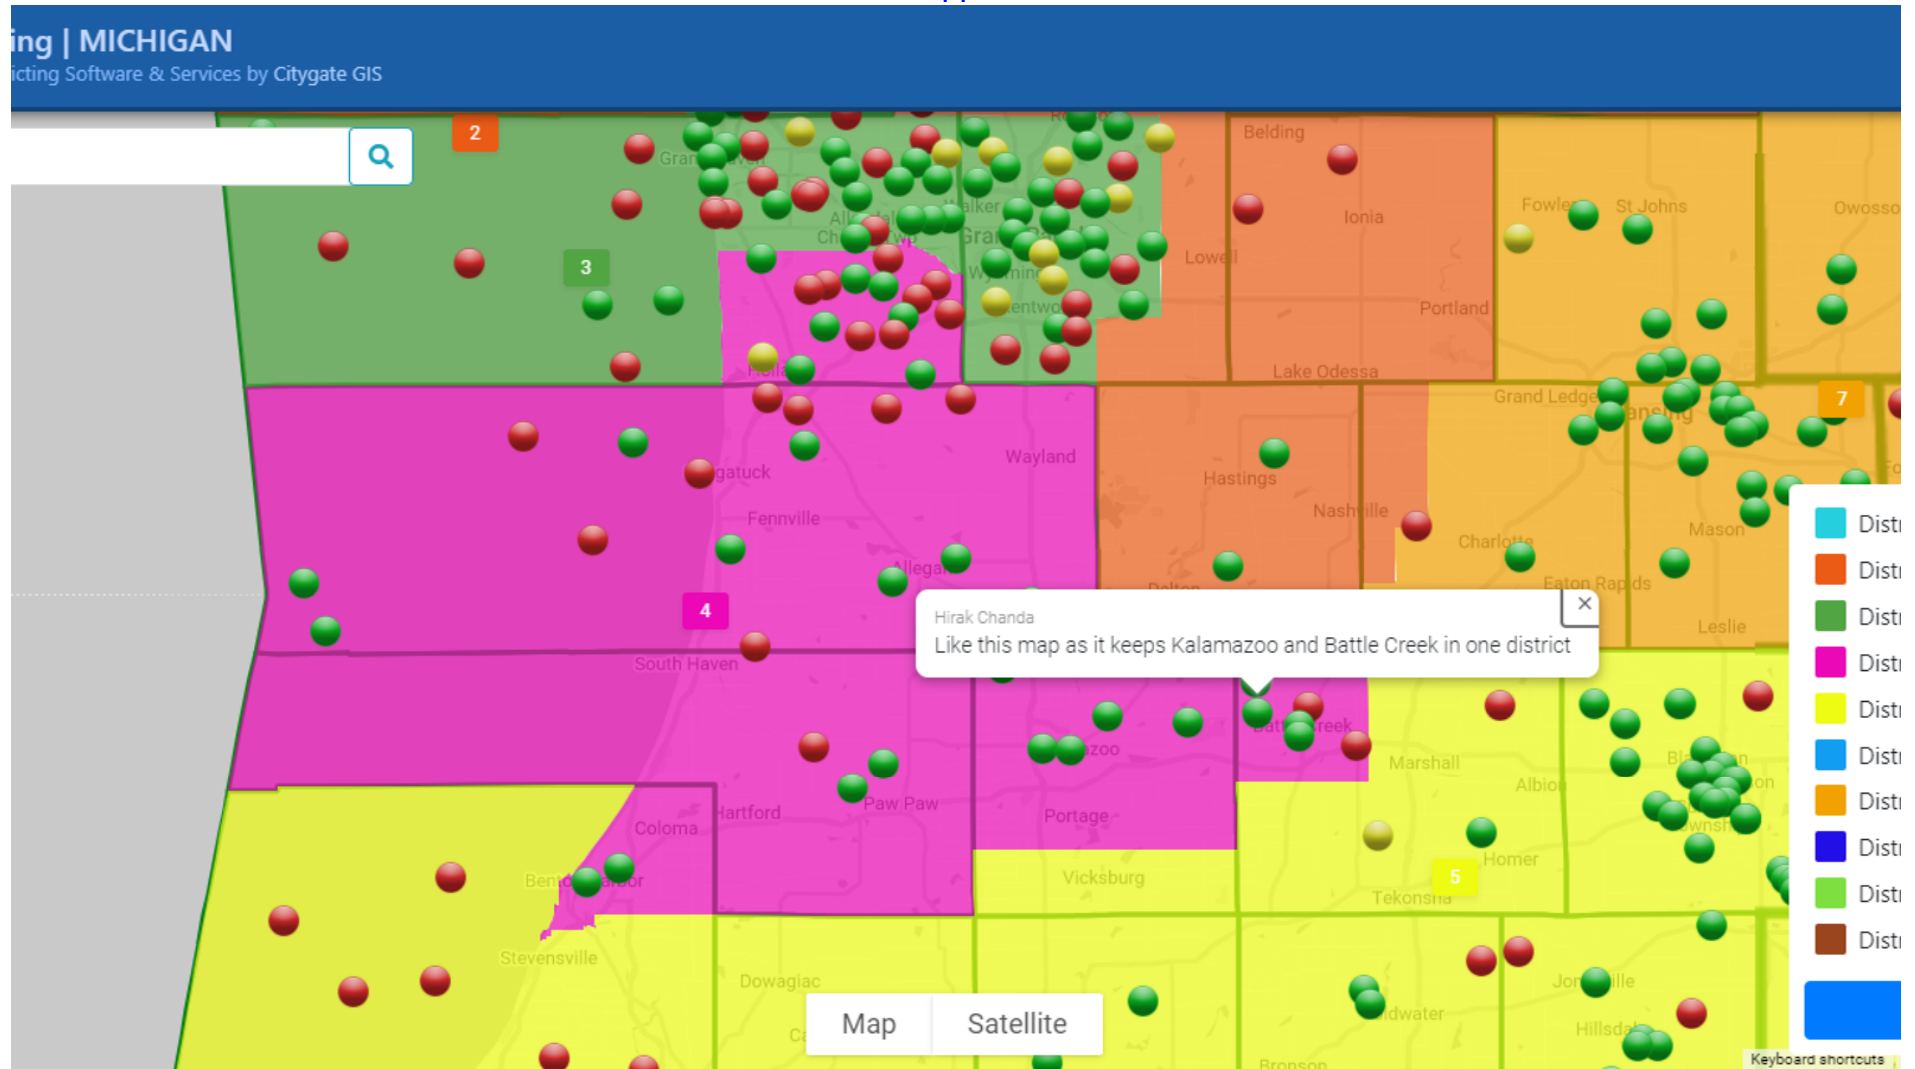 ing | MICHIGAN
icting Software & Services by Citygate GIS
2
Belding
Fowler
St Johns
Owosso
Walker
Ionia
3
Lowell
Portland
Lake Odessa
Grand Ledge
7
Wayland
Hastings
Fennville
Nashville
Mason
Charlotte
Eaton Rapids
4
Leslie
Hirak Chanda
Like this map as it keeps Kalamazoo and Battle Creek in one district
South Haven
Marshall
Albion
Hartford
Paw Paw
Portage
Coloma
Homer
Vicksburg
5
Tekonsha
Stevensville
Dowagiac
Bronson
Map
Satellite
Distr
Distr
Distr
Distr
Distr
Distr
Distr
Distr
Distr
Distr
Keyboard shortcuts